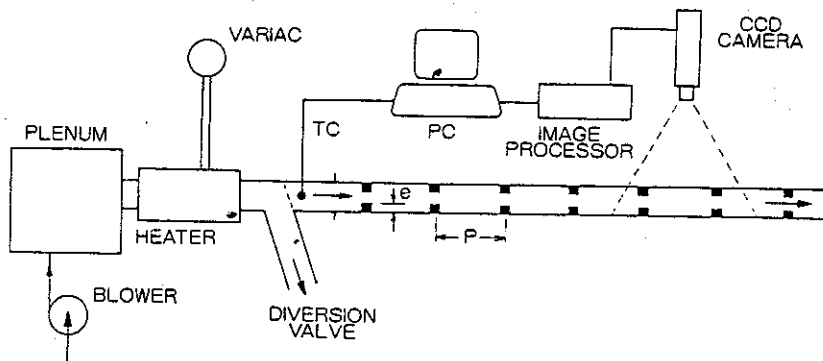 VARIAC
CCD
CAMERA
PLENUM
TC
PC
IMAGE
PROCESSOR
e
HEATER
P
BLOWER
DIVERSION
VALVE